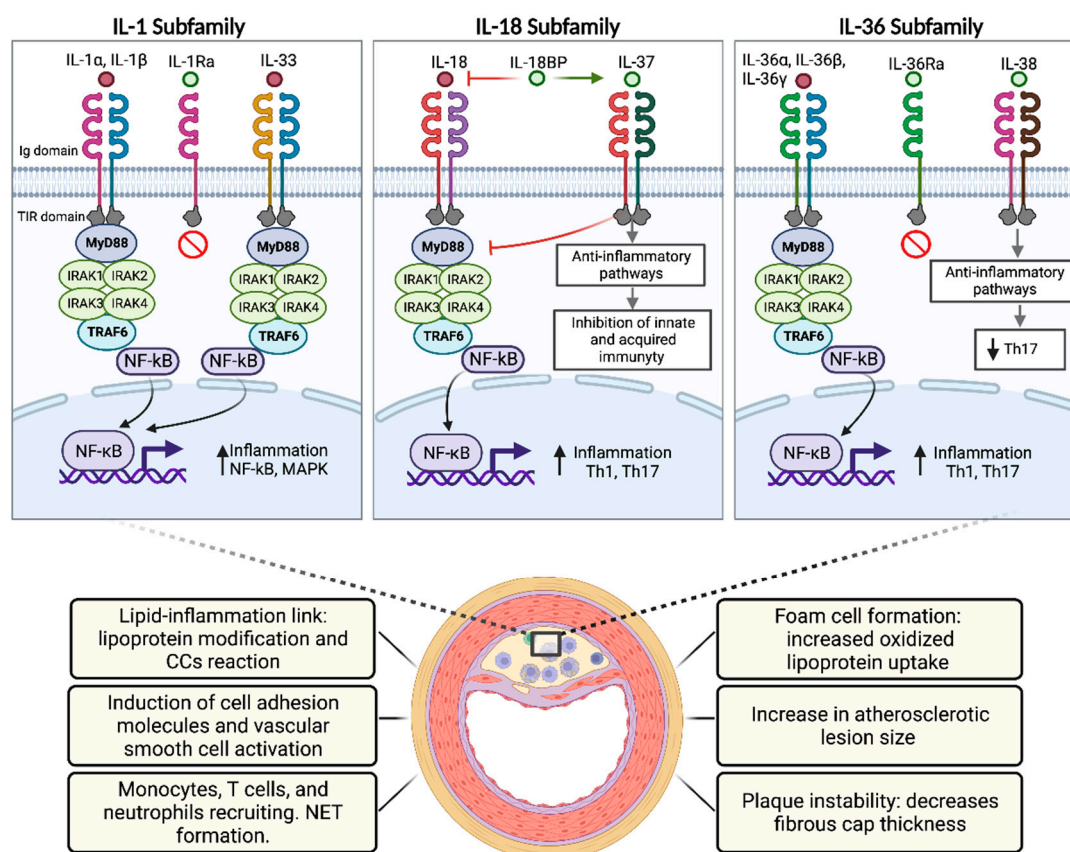 IL-1 Subfamily
IL-1α, IL-1β
IL-1Ra
IL-33
Ig domain
TIR domain
MyD88
IRAK1
IRAK2
IRAK3
IRAK4
TRAF6
NF-kB
MyD88
IRAK1
IRAK2
IRAK3
IRAK4
TRAF6
NF-kB
NF-κB
Inflammation
NF-kB, MAPK
IL-18 Subfamily
IL-18
IL-18BP
IL-37
MyD88
IRAK1
IRAK2
IRAK3
IRAK4
TRAF6
NF-kB
Anti-inflammatory
pathways
Inhibition of innate
and acquired
immunyty
NF-κB
Inflammation
Th1, Th17
IL-36 Subfamily
IL-36α, IL-36β,
IL-36γ
IL-36Ra
IL-38
MyD88
IRAK1
IRAK2
IRAK3
IRAK4
TRAF6
NF-kB
Anti-inflammatory
pathways
Th17
NF-κB
Inflammation
Th1, Th17
Lipid-inflammation link:
lipoprotein modification and
CCs reaction
Induction of cell adhesion
molecules and vascular
smooth cell activation
Monocytes, T cells, and
neutrophils recruiting. NET
formation.
Foam cell formation:
increased oxidized
lipoprotein uptake
Increase in atherosclerotic
lesion size
Plaque instability: decreases
fibrous cap thickness